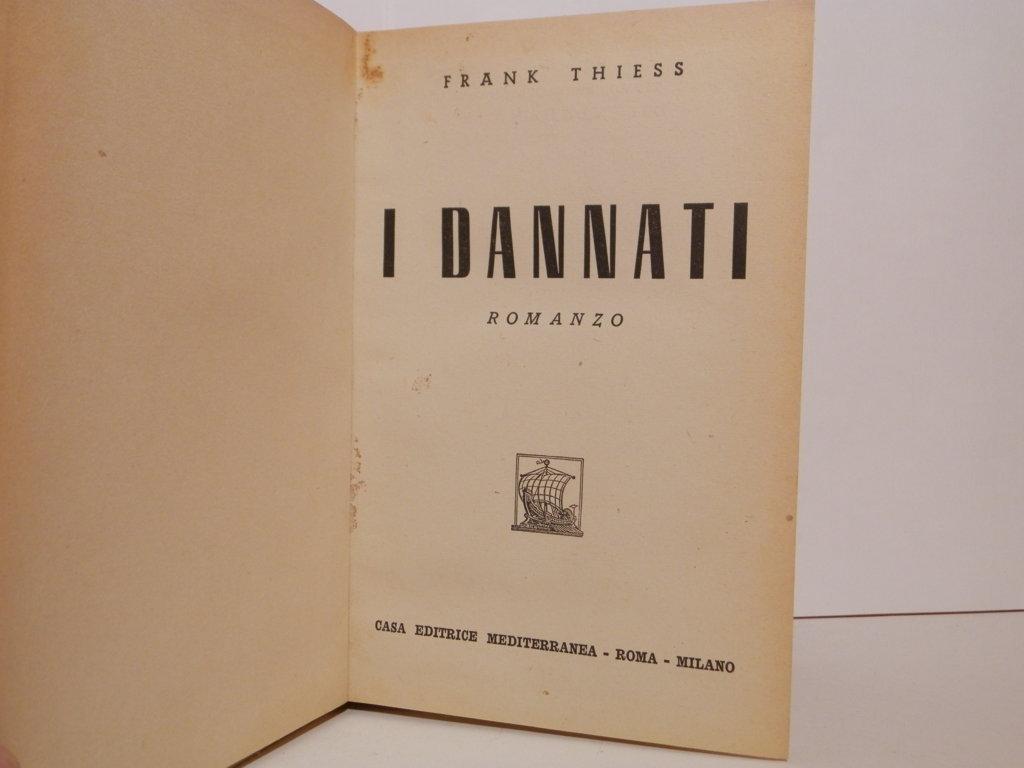 FRANK THIESS
I DANNATI
ROMANZO
CASA EDITRICE MEDITERRANEA - ROMA - MILANO